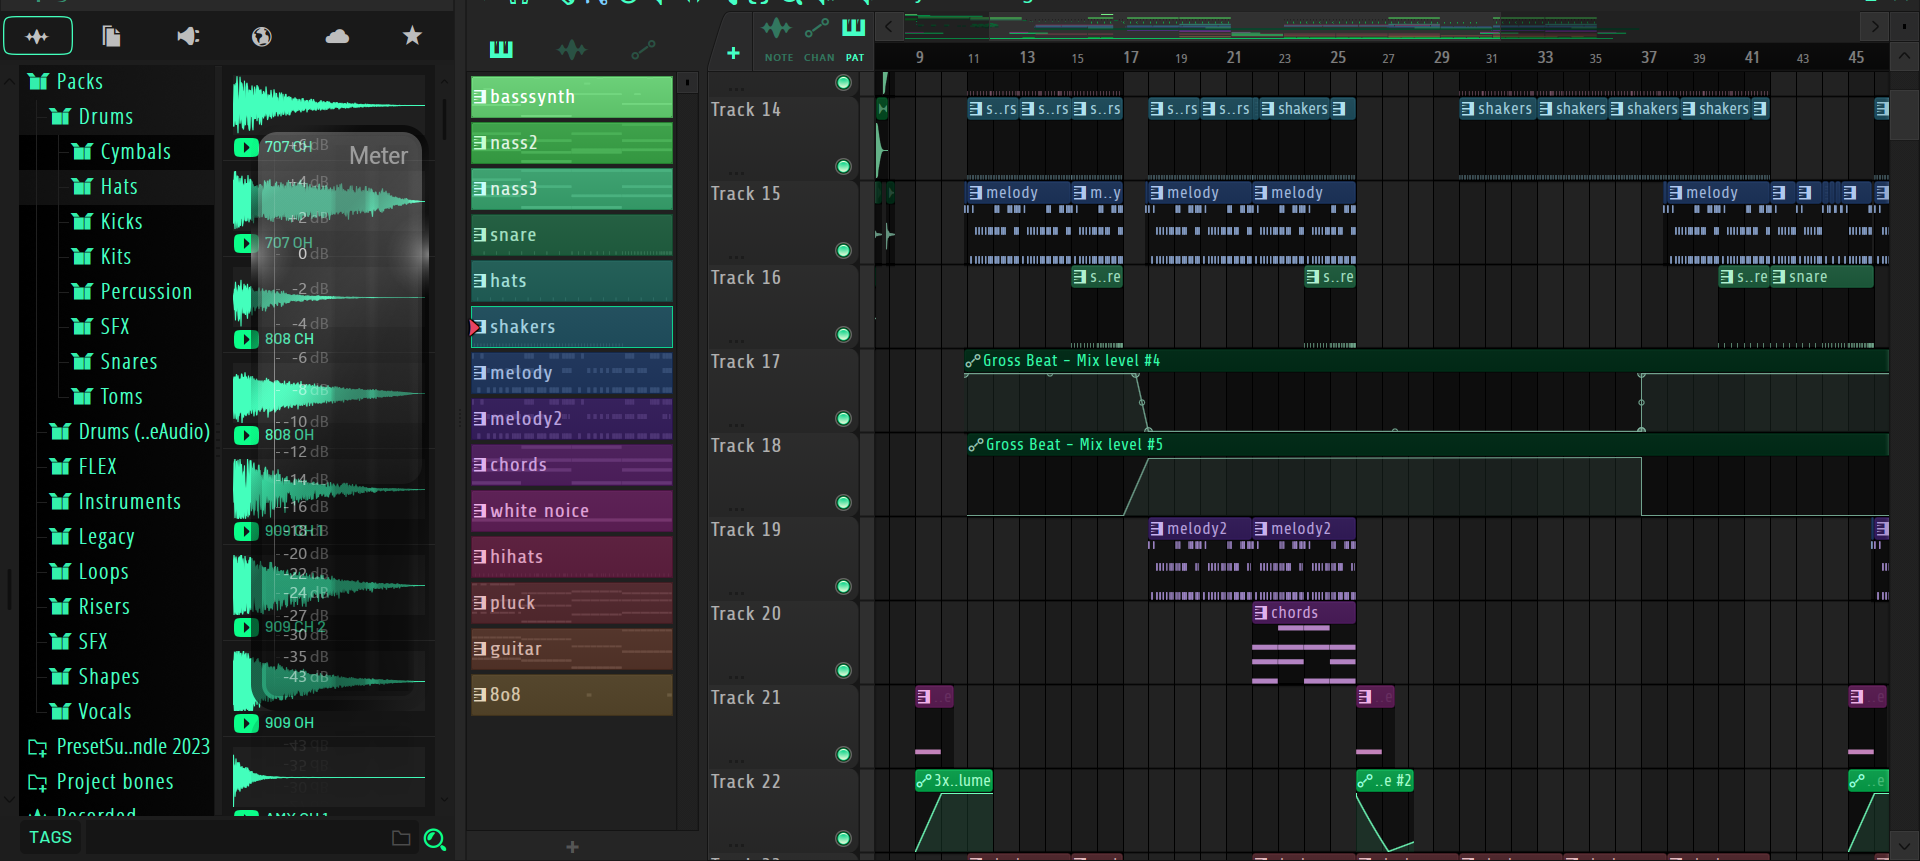 Packs
Drums
Cymbals
Hats
Kicks
Kits
Percussion
SFX
Snares
Toms
Drums (..eAudio)
FLEX
Instruments
Legacy
Loops
Risers
SFX
Shapes
Vocals
PresetSu..ndle 2023
Project bones
Recorded
TAGS
Meter
707 CH
+4 dB
+2 dB
707 OH
0 dB
-2 dB
-4 dB
808 CH
-6 dB
-8 dB
-10 dB
808 OH
-12 dB
-14 dB
-16 dB
909 CH 1
-18 dB
-20 dB
-22 dB
-24 dB
-27 dB
909 CH 2
-30 dB
-35 dB
-43 dB
909 OH
AMX CH 1
basssynth
nass2
nass3
snare
hats
shakers
melody
melody2
chords
white noice
hihats
pluck
guitar
8o8
NOTE CHAN PAT
9 11 13 15 17 19 21 23 25 27 29 31 33 35 37 39 41 43 45
Track 14
s..rs s..rs s..rs s..rs s..rs shakers shakers shakers shakers shakers
Track 15
melody m..y melody melody melody
Track 16
s..re s..re s..re snare
Track 17
Gross Beat - Mix level #4
Track 18
Gross Beat - Mix level #5
Track 19
melody2 melody2
Track 20
chords
Track 21
..e ..e ..e
Track 22
3x..lume ..e #2 ..e